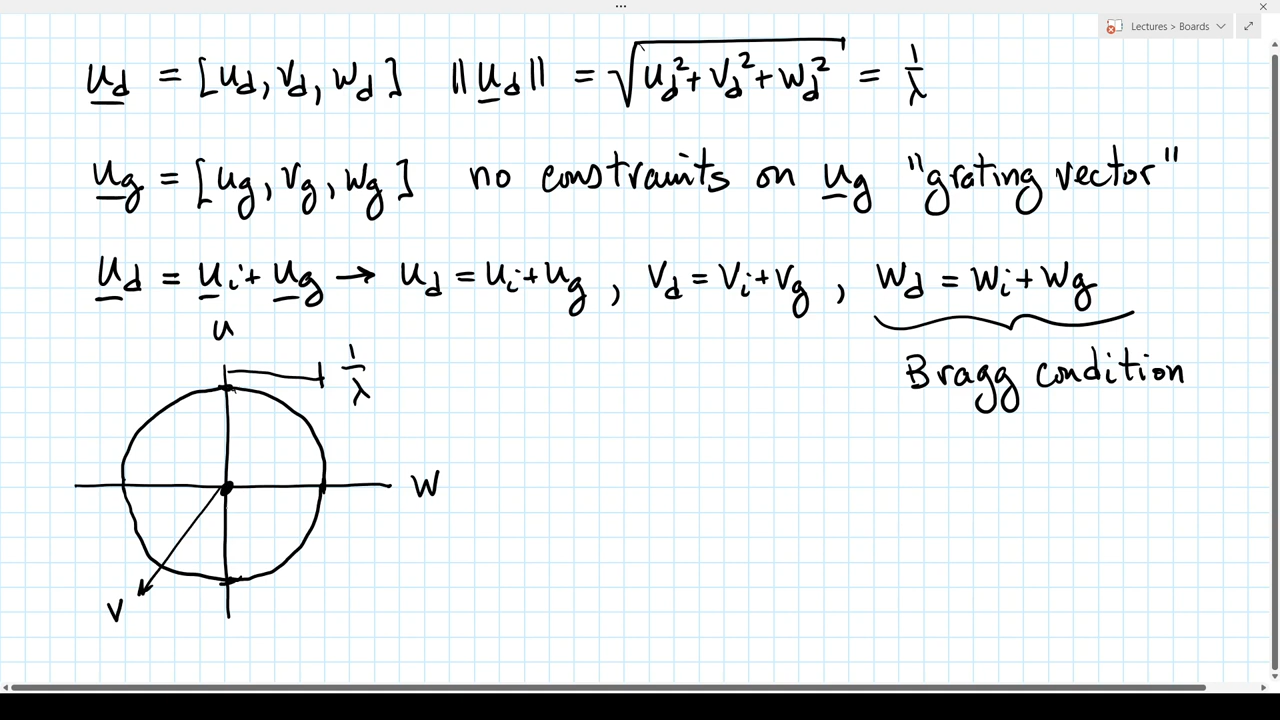 Lectures > Boards
u_d = [u_d, v_d, w_d] ‖u_d‖ = √(u_d² + v_d² + w_d²) = 1/λ
u_g = [u_g, v_g, w_g] no constraints on u_g "grating vector"
u_d = u_i + u_g → u_d = u_i + u_g , v_d = v_i + v_g , w_d = w_i + w_g
u
1/λ
Bragg condition
w
v